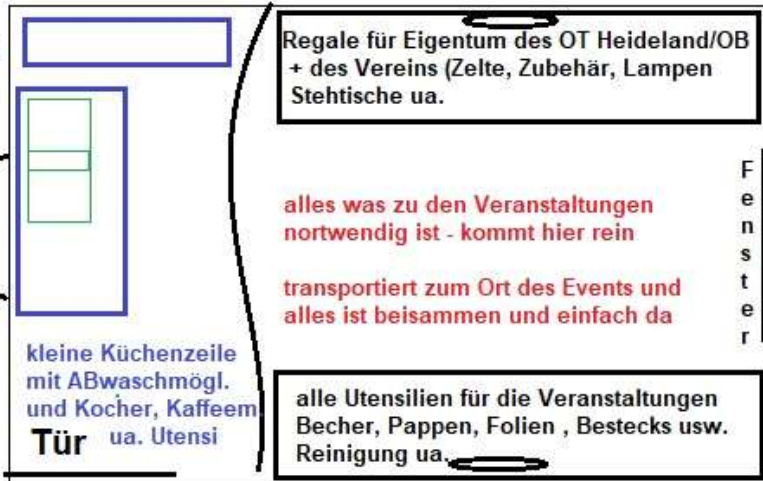 Regale für Eigentum des OT Heideland/OB
+ des Vereins (Zelte, Zubehär, Lampen
Stehtische ua.
Fenster
alles was zu den Veranstaltungen
nortwendig ist - kommt hier rein
transportiert zum Ort des Events und
alles ist beisammen und einfach da
kleine Küchenzeile
mit ABwaschmögl.
und Kocher, Kaffeem.
ua. Utensi
Tür
alle Utensilien für die Veranstaltungen
Becher, Pappen, Folien , Bestecks usw.
Reinigung ua.